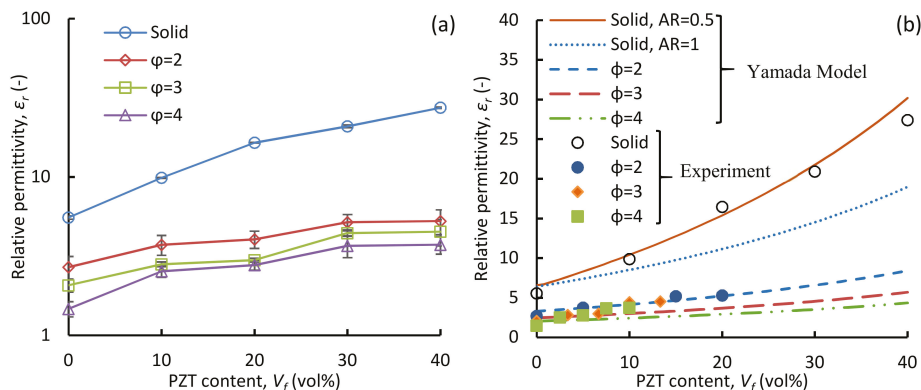 (a)
100
10
1
Relative permittivity, εr (-)
Solid
φ=2
φ=3
φ=4
0 10 20 30 40
PZT content, Vf (vol%)
(b)
40
35
30
25
20
15
10
5
0
Relative permittivity, εr (-)
Solid, AR=0.5
Solid, AR=1
ϕ=2
ϕ=3
ϕ=4
Yamada Model
Solid
ϕ=2
ϕ=3
ϕ=4
Experiment
0 10 20 30 40
PZT content, Vf (vol%)